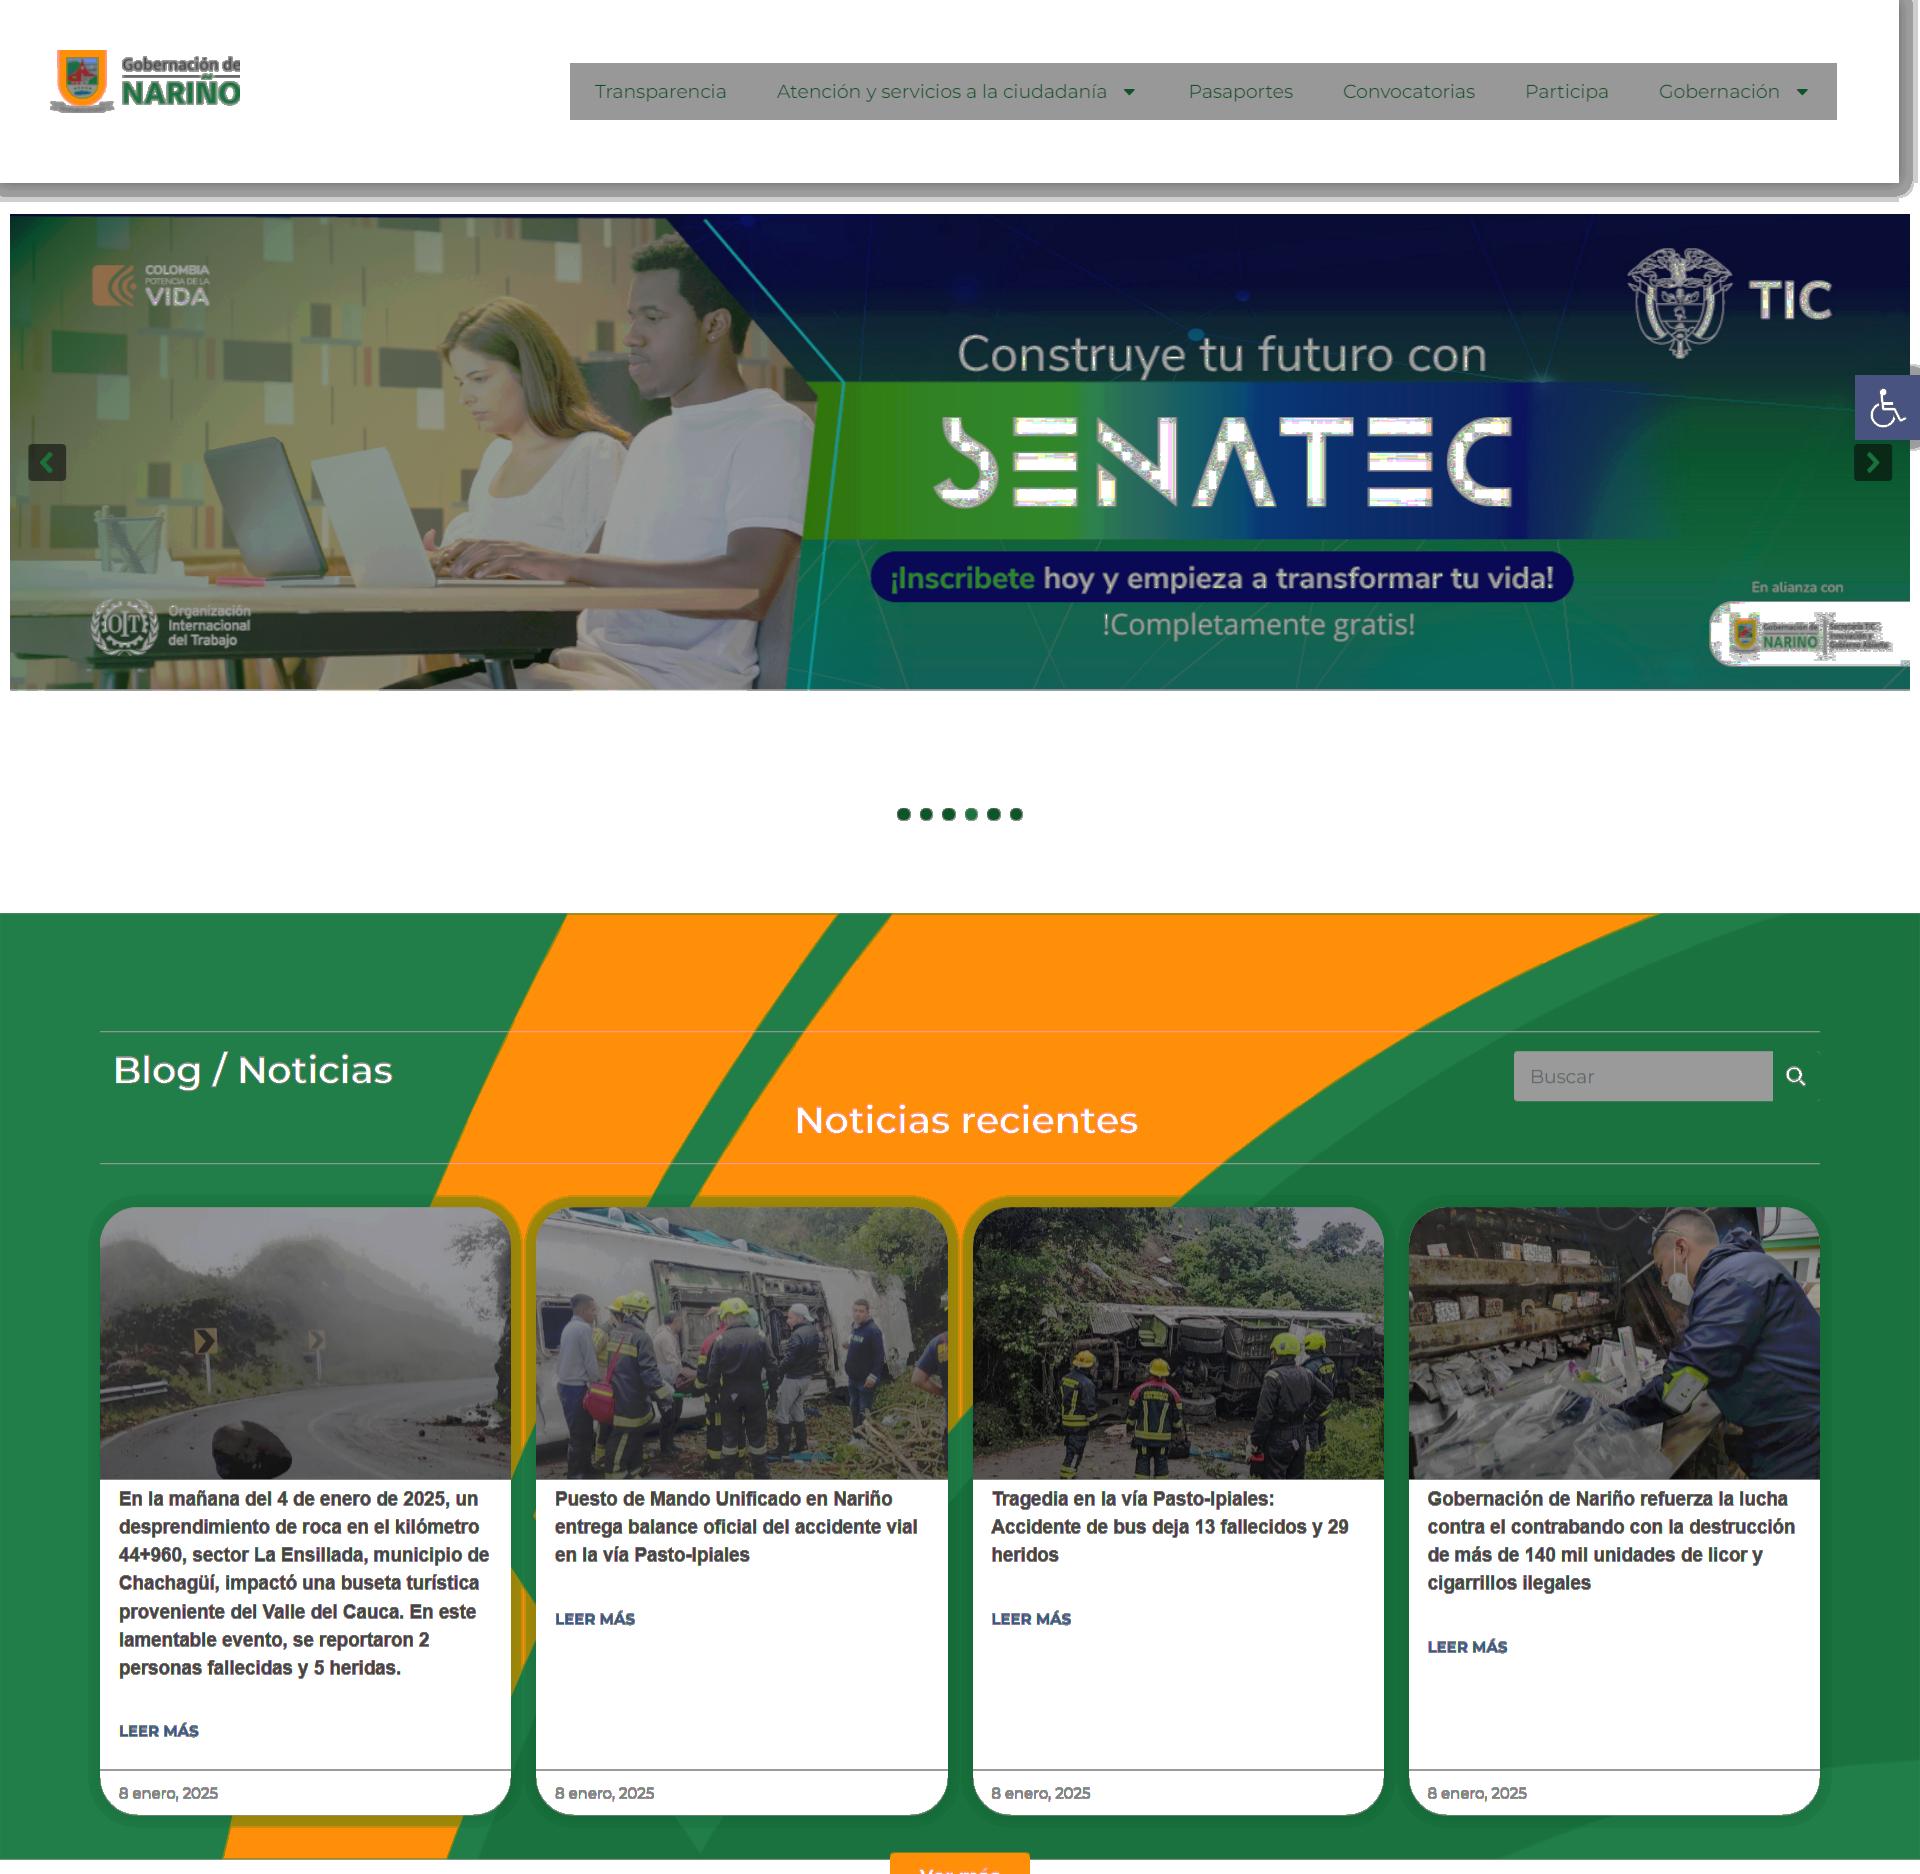 Gobernación de
NARIÑO
Transparencia
Atención y servicios a la ciudadanía
Pasaportes
Convocatorias
Participa
Gobernación
COLOMBIA
POTENCIA DE LA
VIDA
TIC
Construye tu futuro con
SENATEC
¡Inscribete hoy y empieza a transformar tu vida!
!Completamente gratis!
OIT
Organización
Internacional
del Trabajo
En alianza con
Gobernación de
NARIÑO
Secretaría TIC
Innovación y
Gobierno Abierto
Blog / Noticias
Buscar
Noticias recientes
En la mañana del 4 de enero de 2025, un
desprendimiento de roca en el kilómetro
44+960, sector La Ensillada, municipio de
Chachagüí, impactó una buseta turística
proveniente del Valle del Cauca. En este
lamentable evento, se reportaron 2
personas fallecidas y 5 heridas.
LEER MÁS
8 enero, 2025
Puesto de Mando Unificado en Nariño
entrega balance oficial del accidente vial
en la vía Pasto-Ipiales
LEER MÁS
8 enero, 2025
Tragedia en la vía Pasto-Ipiales:
Accidente de bus deja 13 fallecidos y 29
heridos
LEER MÁS
8 enero, 2025
Gobernación de Nariño refuerza la lucha
contra el contrabando con la destrucción
de más de 140 mil unidades de licor y
cigarrillos ilegales
LEER MÁS
8 enero, 2025
Ver más